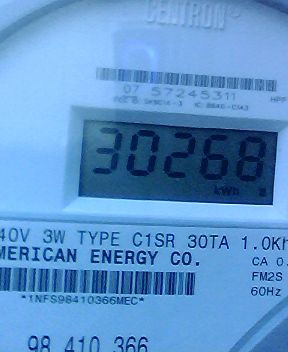 CENTRON®
07 57245311
30268
kWh
40V 3W TYPE C1SR 30TA 1.0Kh
MERICAN ENERGY CO.
CA 0.
FM2S
60Hz
*1NFS98410366MEC*
98 410 366